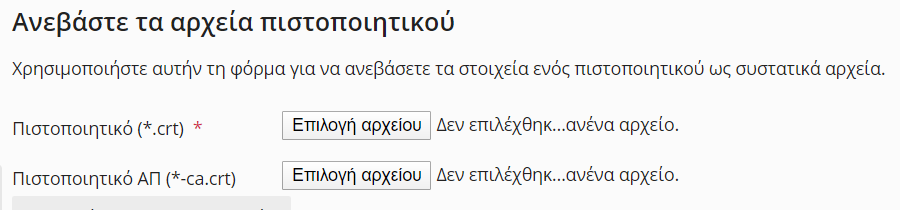 Ανεβάστε τα αρχεία πιστοποιητικού
Χρησιμοποιήστε αυτήν τη φόρμα για να ανεβάσετε τα στοιχεία ενός πιστοποιητικού ως συστατικά αρχεία.
Πιστοποιητικό (*.crt) * Επιλογή αρχείου Δεν επιλέχθηκ...ανένα αρχείο.
Πιστοποιητικό ΑΠ (*-ca.crt) Επιλογή αρχείου Δεν επιλέχθηκ...ανένα αρχείο.